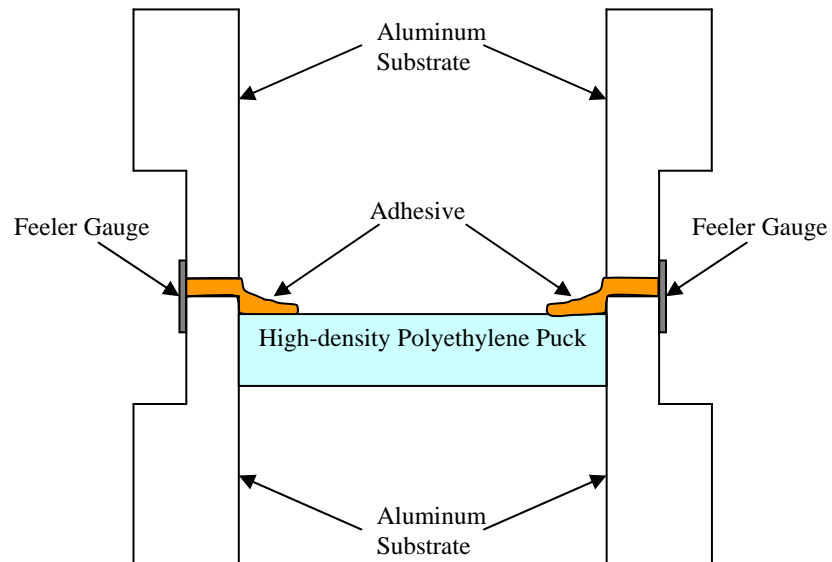 Aluminum
Substrate
Feeler Gauge
Adhesive
Feeler Gauge
High-density Polyethylene Puck
Aluminum
Substrate